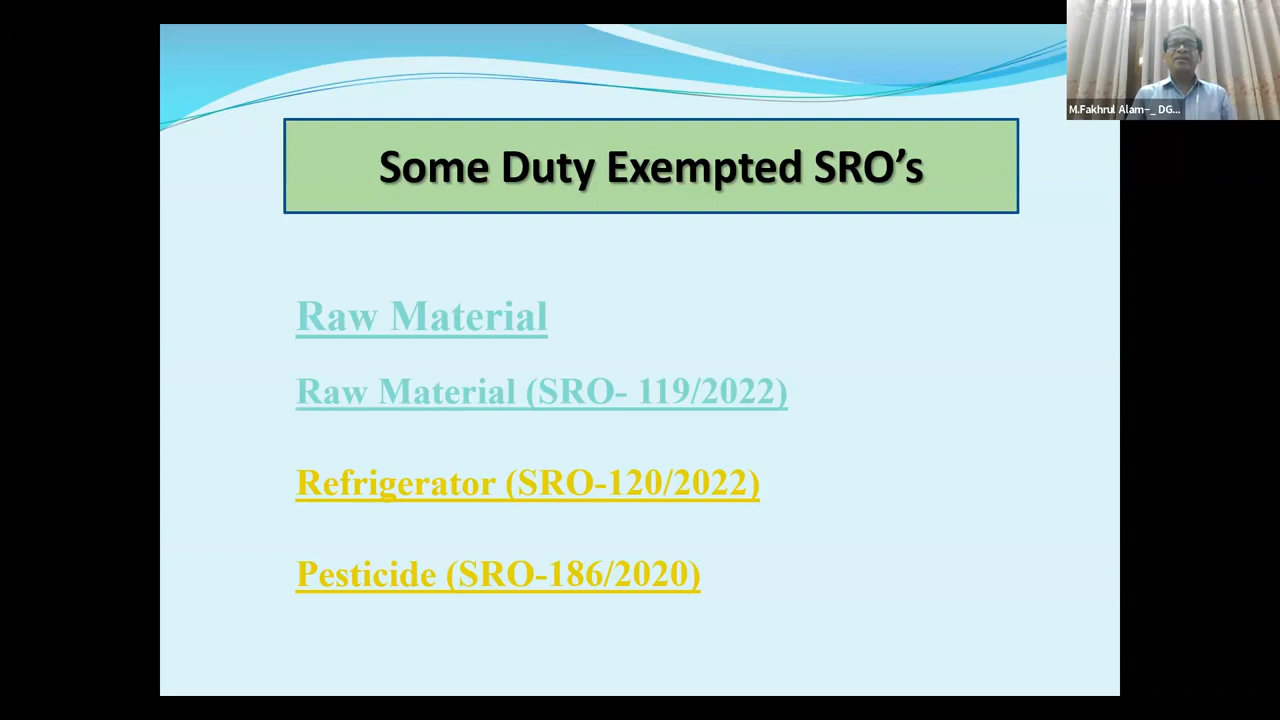 Some Duty Exempted SRO’s
Raw Material
Raw Material (SRO- 119/2022)
Refrigerator (SRO-120/2022)
Pesticide (SRO-186/2020)
M.Fakhrul Alam~_ DG...